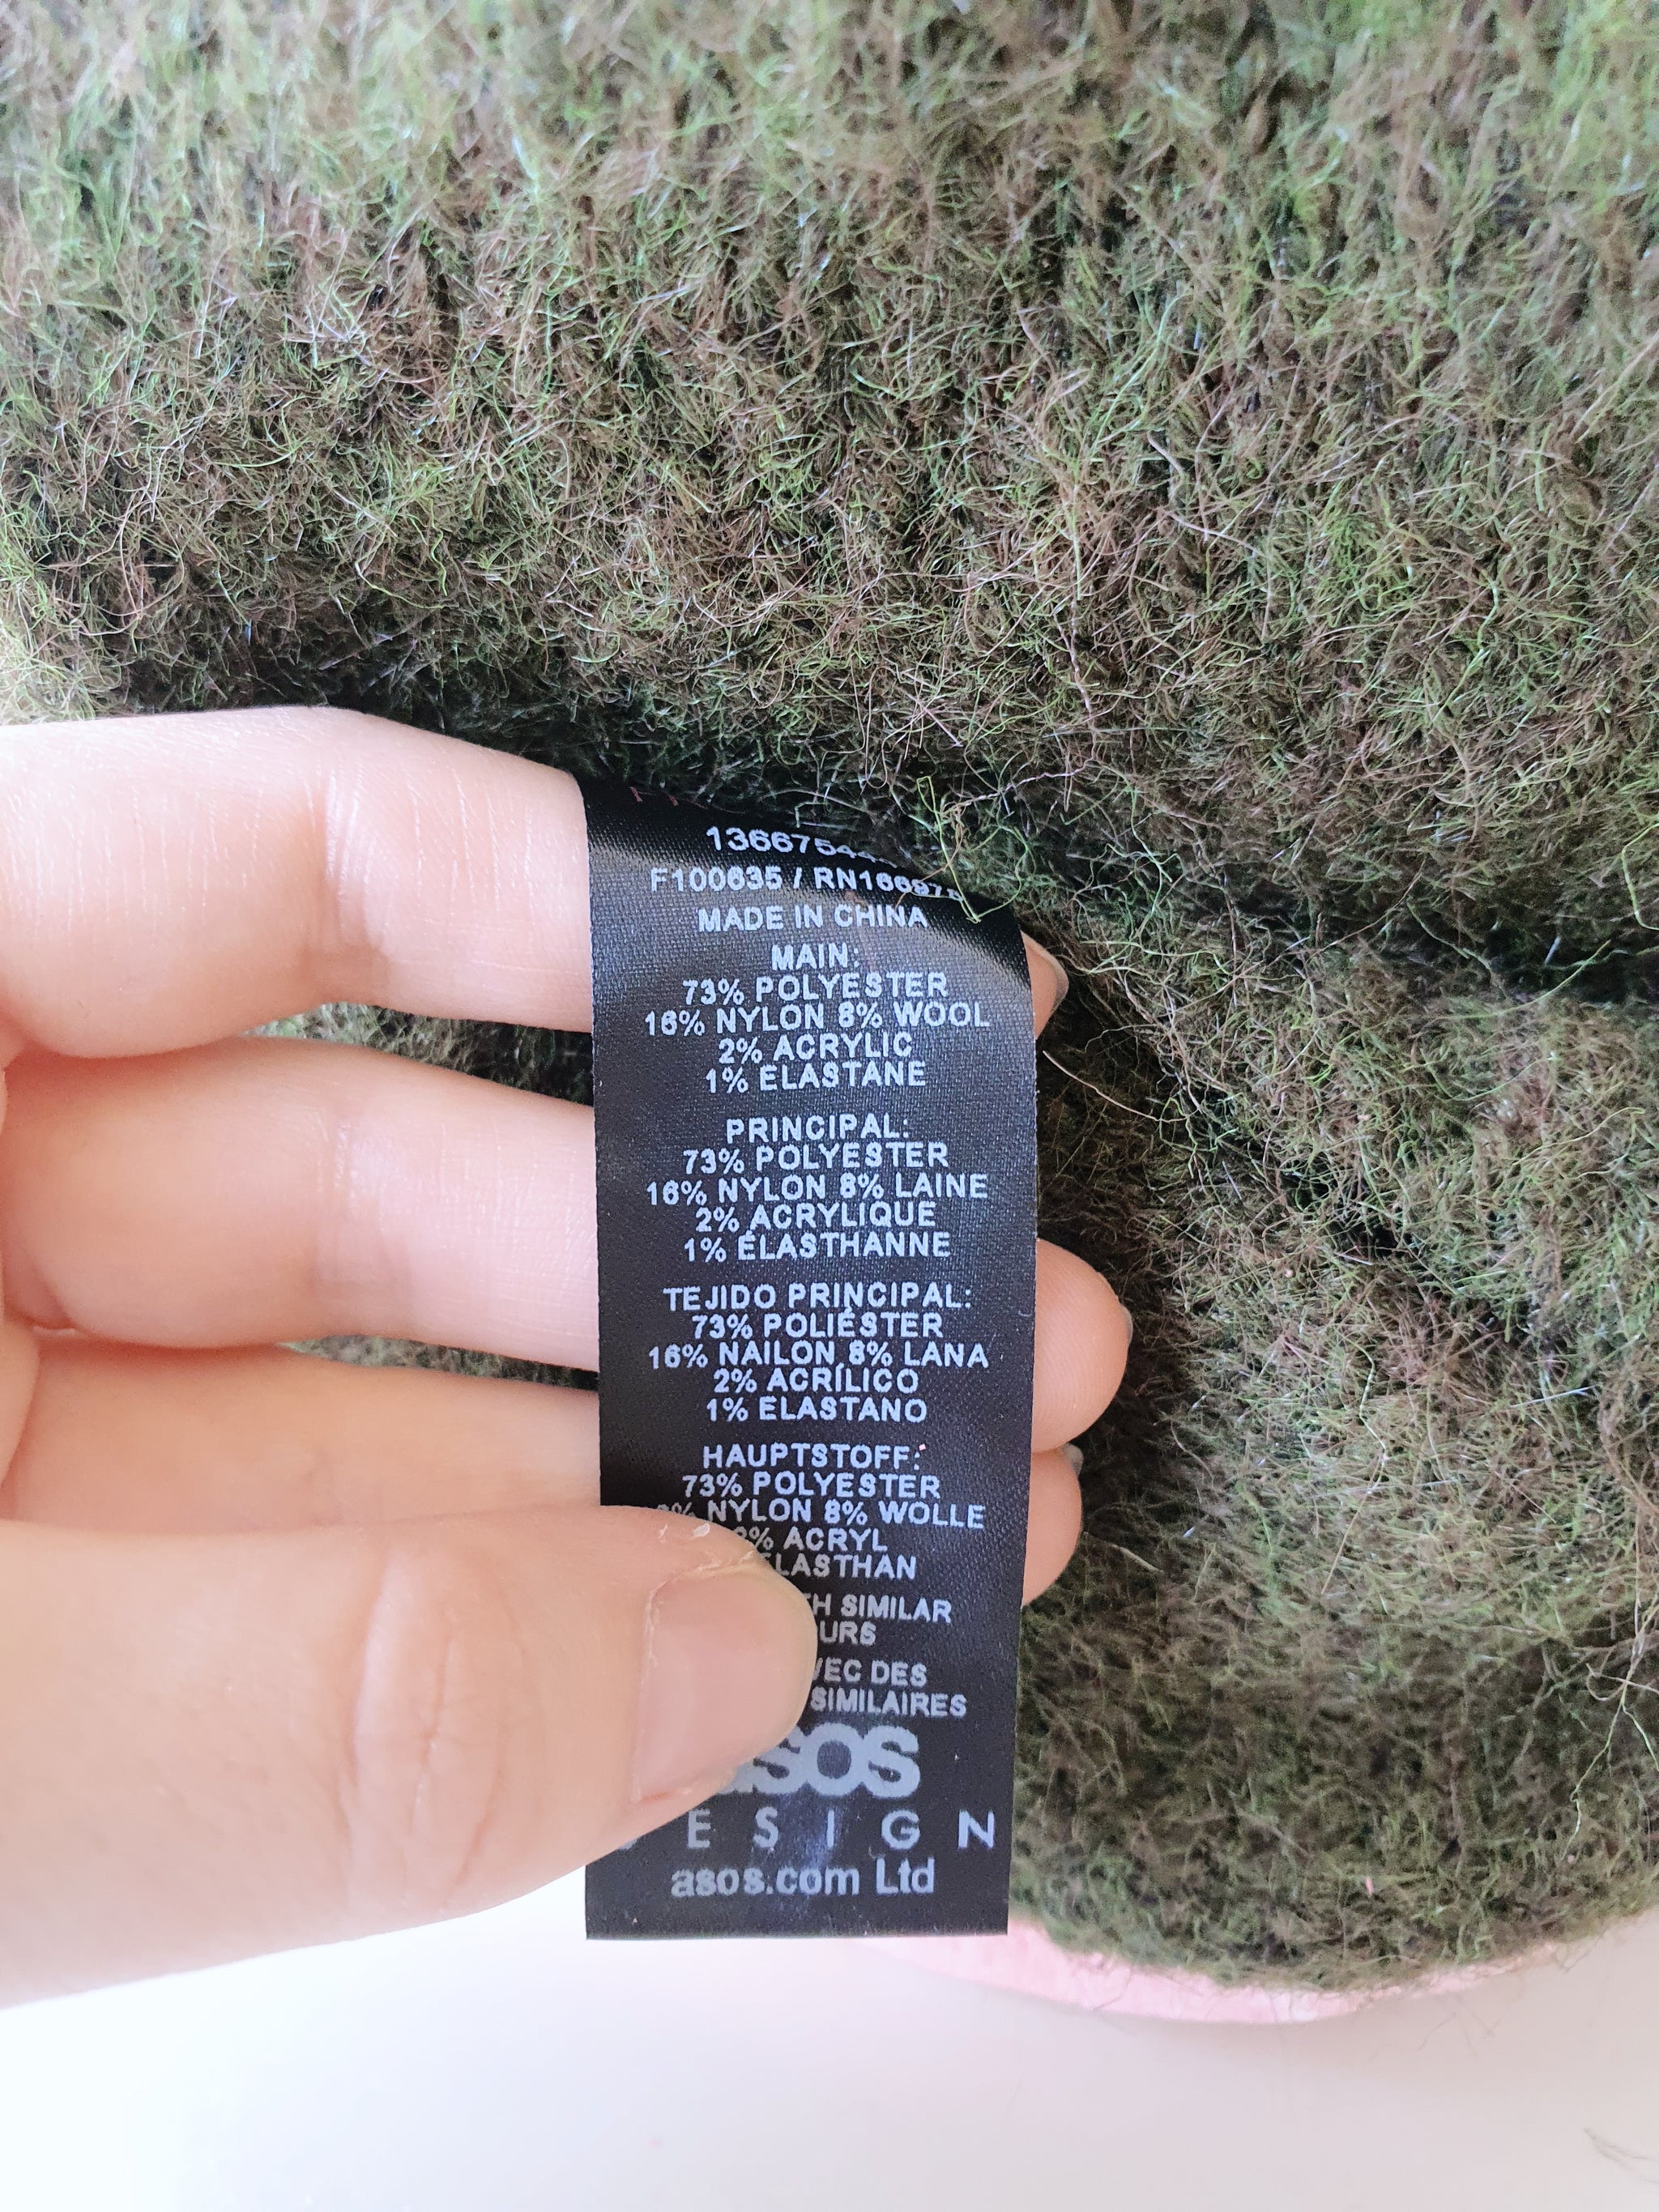 F100635 /
MADE IN CHINA
MAIN:
73% POLYESTER
16% NYLON 8% WOOL
2% ACRYLIC
1% ELASTANE
PRINCIPAL:
73% POLYESTER
16% NYLON 8% LAINE
2% ACRYLIQUE
1% ÉLASTHANNE
TEJIDO PRINCIPAL:
73% POLIÉSTER
16% NAILON 8% LANA
2% ACRÍLICO
1% ELASTANO
HAUPTSTOFF:
73% POLYESTER
NYLON 8% WOLLE
ACRYL
SIMILAR
DES
SIMILAIRES
asos
DESIGN
asos.com Ltd